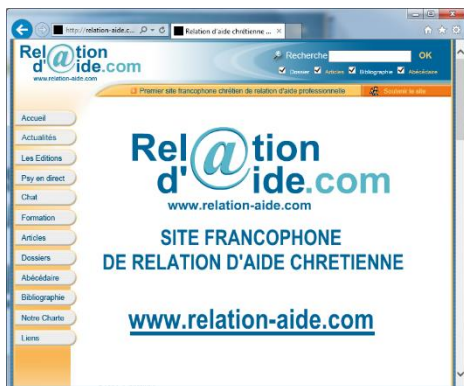 http://relation-aide.c...
Relation d'aide chrétienne ...
Rel@tion
d'@ide.com
www.relation-aide.com
Recherche
OK
Dossier Articles Bibliographie Abécédaire
Premier site francophone chrétien de relation d'aide professionnelle
Soutenir le site
Accueil
Actualités
Les Editions
Psy en direct
Chat
Formation
Articles
Dossiers
Abécédaire
Bibliographie
Notre Charte
Liens
Rel@tion
d'@ide.com
www.relation-aide.com
SITE FRANCOPHONE
DE RELATION D'AIDE CHRETIENNE
www.relation-aide.com